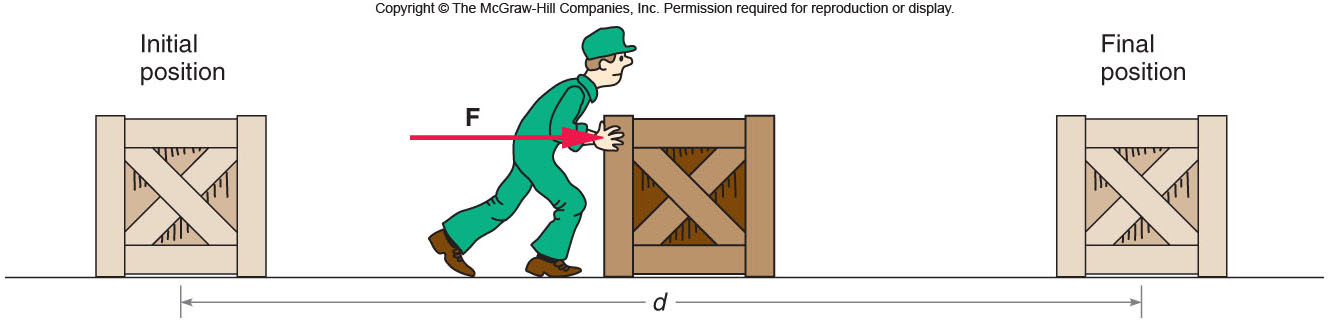 Copyright © The McGraw-Hill Companies, Inc. Permission required for reproduction or display.
Initial
position
Final
position
F
d